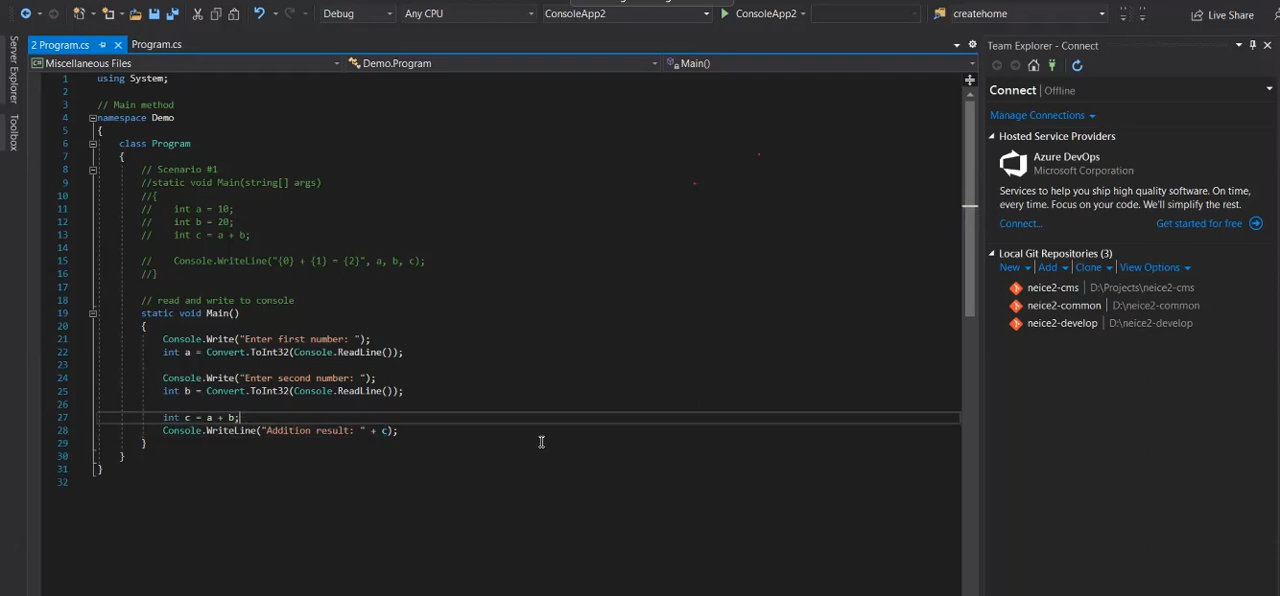 Debug
Any CPU
ConsoleApp2
ConsoleApp2
createhome
Live Share
2 Program.cs
Program.cs
Miscellaneous Files
Demo.Program
Main()
Server Explorer
Toolbox
1 using System;
2
3 // Main method
4 namespace Demo
5 {
6 class Program
7 {
8 // Scenario #1
9 //static void Main(string[] args)
10 //{
11 // int a = 10;
12 // int b = 20;
13 // int c = a + b;
14
15 // Console.WriteLine("{0} + {1} = {2}", a, b, c);
16 //}
17
18 // read and write to console
19 static void Main()
20 {
21 Console.Write("Enter first number: ");
22 int a = Convert.ToInt32(Console.ReadLine());
23
24 Console.Write("Enter second number: ");
25 int b = Convert.ToInt32(Console.ReadLine());
26
27 int c = a + b;
28 Console.WriteLine("Addition result: " + c);
29 }
30 }
31 }
32
Team Explorer - Connect
Connect | Offline
Manage Connections
Hosted Service Providers
Azure DevOps
Microsoft Corporation
Services to help you ship high quality software. On time,
every time. Focus on your code. We'll simplify the rest.
Connect...
Get started for free
Local Git Repositories (3)
New Add Clone View Options
neice2-cms | D:\Projects\neice2-cms
neice2-common | D:\neice2-common
neice2-develop | D:\neice2-develop